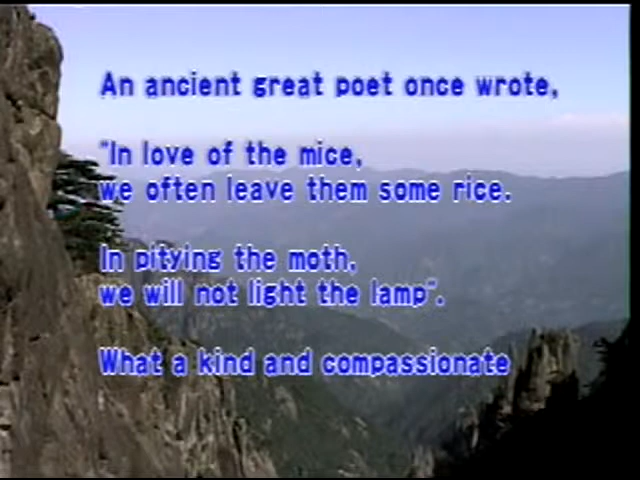 An ancient great poet once wrote,
"In love of the mice,
we often leave them some rice.
In pitying the moth,
we will not light the lamp".
What a kind and compassionate